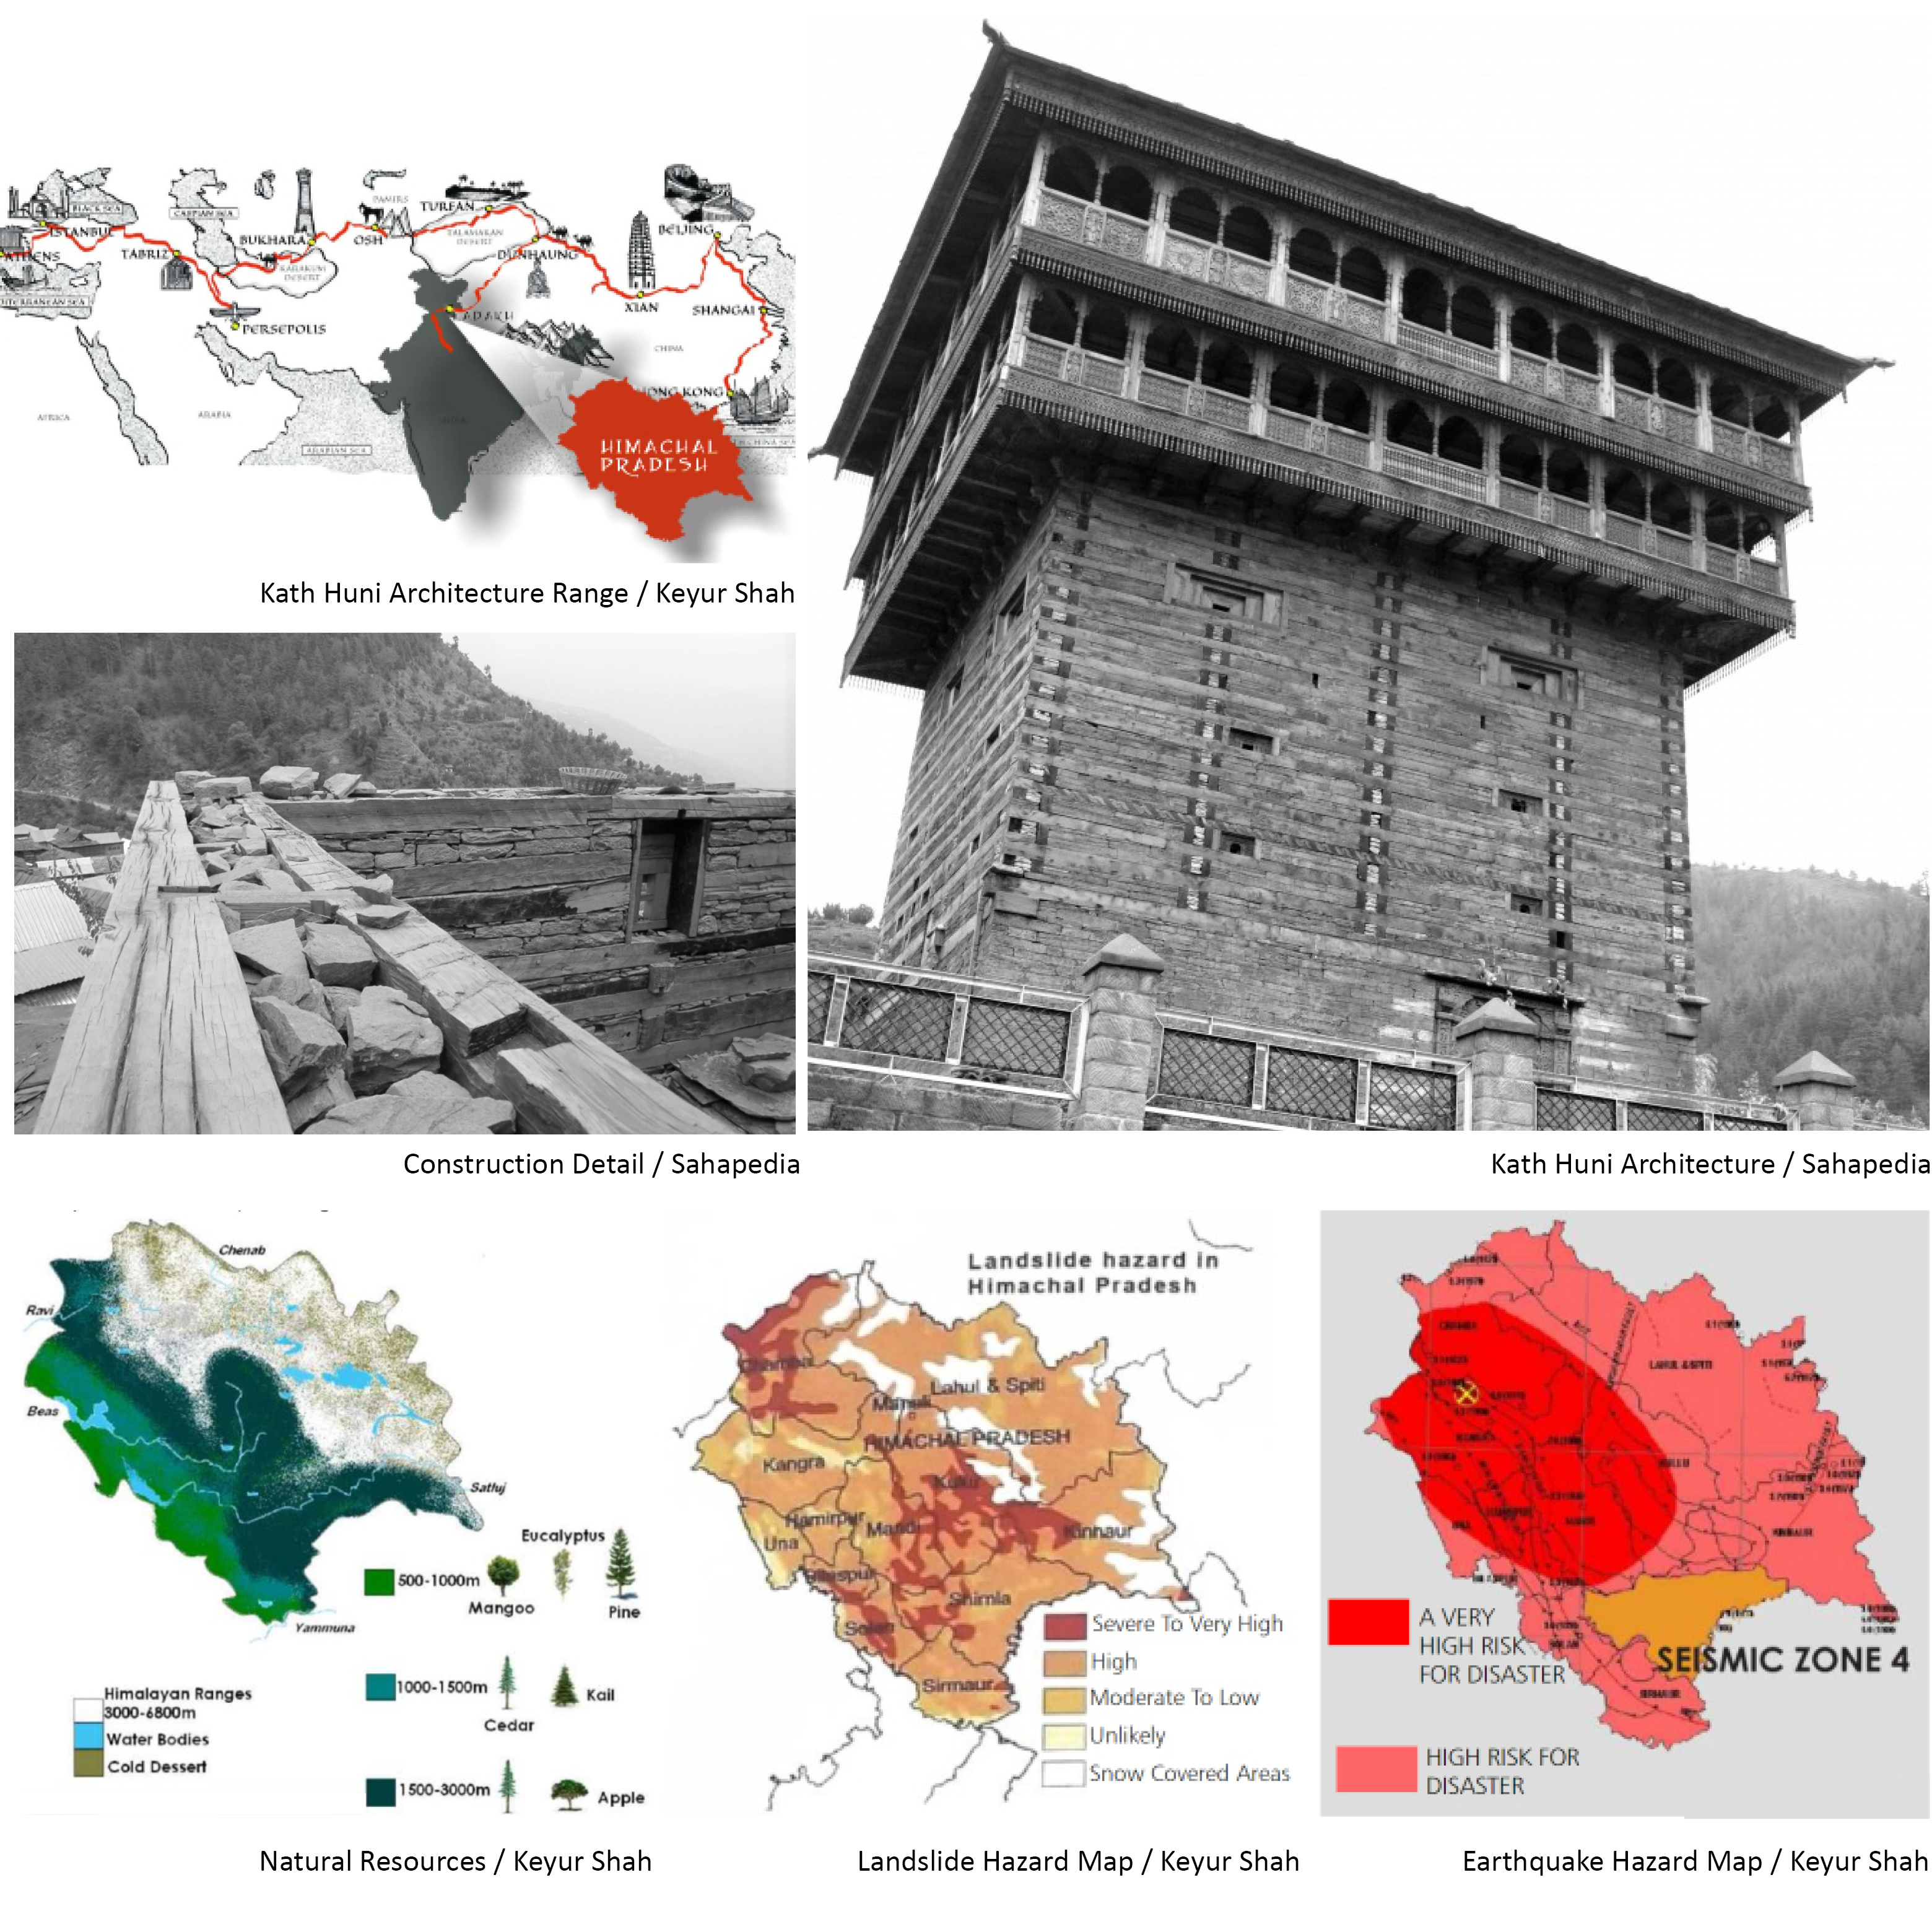 BLACK SEA
CASPIAN SEA
PAMIRS
TURFAN
ISTANBUL
BUKHARA
OSH
TALAMAKAN
DESERT
BEIJING
ATHENS
TABRIZ
DUNHAUNG
KARAKUM
DESERT
PERSEPOLIS
LADAKH
XIAN
SHANGAI
CHINA
HONG KONG
AFRICA
ARABIA
ARABIAN SEA
INDIA
HIMACHAL
PRADESH
Kath Huni Architecture Range / Keyur Shah
Construction Detail / Sahapedia
Kath Huni Architecture / Sahapedia
Chenab
Ravi
Beas
Satluj
Yammuna
Eucalyptus
500-1000m
Mangoo
Pine
1000-1500m
Kail
Cedar
1500-3000m
Apple
Himalayan Ranges
3000-6800m
Water Bodies
Cold Dessert
Natural Resources / Keyur Shah
Landslide hazard in
Himachal Pradesh
Chamba
Lahul & Spiti
Manali
HIMACHAL PRADESH
Kangra
Kullu
Hamirpur
Mandi
Kinnaur
Una
Bilaspur
Shimla
Solan
Sirmaur
Severe To Very High
High
Moderate To Low
Unlikely
Snow Covered Areas
Landslide Hazard Map / Keyur Shah
CHAMBA
LAHUL & SPITI
KINNAUR
SIRMAUR
A VERY
HIGH RISK
FOR DISASTER
SEISMIC ZONE 4
HIGH RISK FOR
DISASTER
Earthquake Hazard Map / Keyur Shah